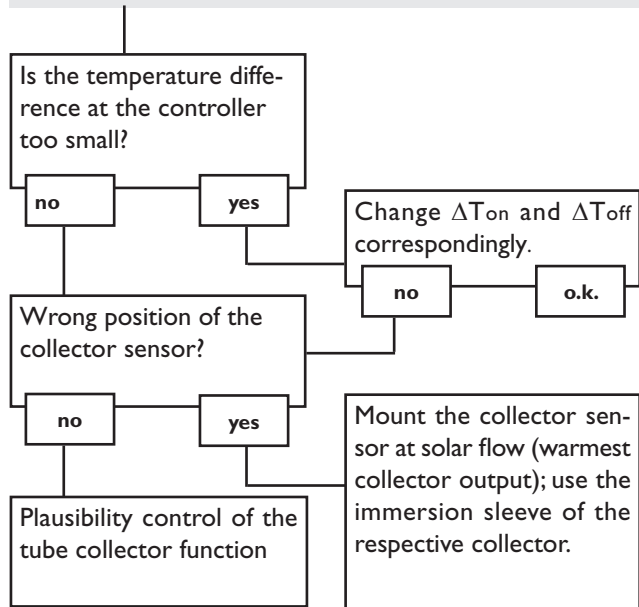 Is the temperature diffe-
rence at the controller
too small?
no
yes
Change ΔTon and ΔToff
correspondingly.
no
o.k.
Wrong position of the
collector sensor?
no
yes
Mount the collector sen-
sor at solar flow (warmest
collector output); use the
immersion sleeve of the
respective collector.
Plausibility control of the
tube collector function